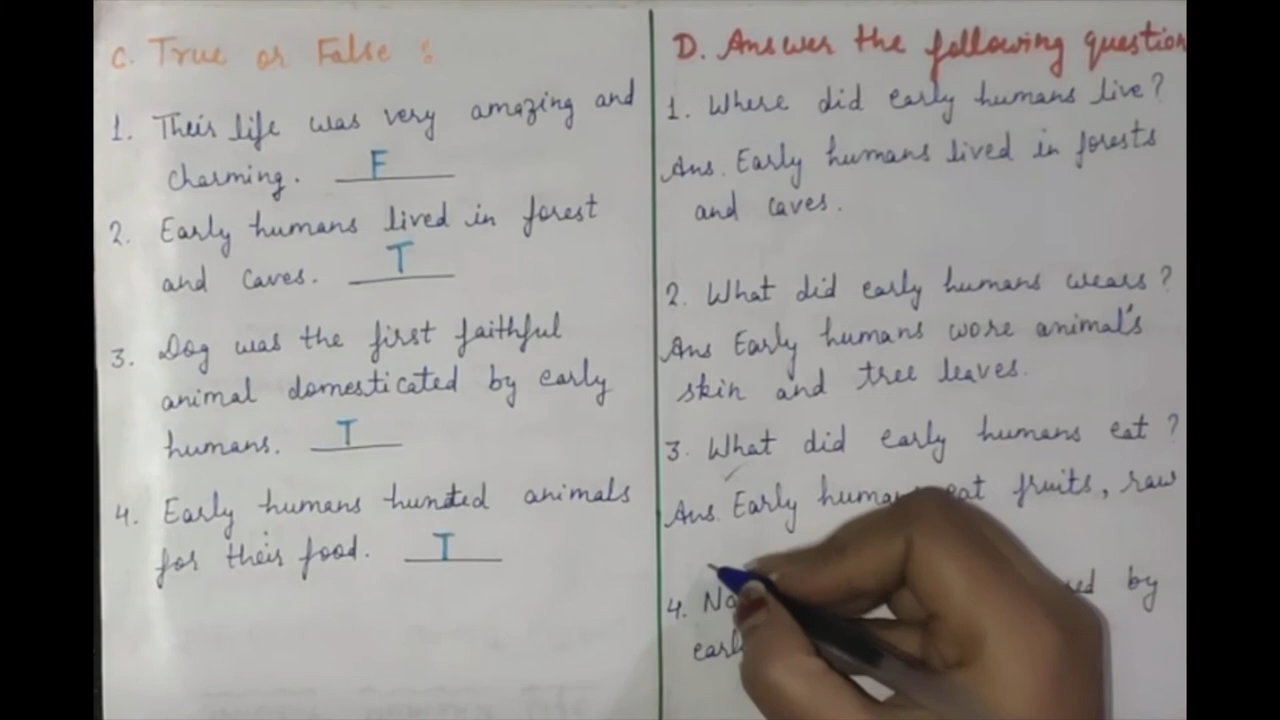 C. True or False :
1. Their life was very amazing and
charming. F
2. Early humans lived in forest
and caves. T
3. Dog was the first faithful
animal domesticated by early
humans. T
4. Early humans hunted animals
for their food. T
D. Answer the following question
1. Where did early humans live?
Ans. Early humans lived in forests
and caves.
2. What did early humans wears?
Ans Early humans wore animal's
skin and tree leaves.
3. What did early humans eat?
Ans. Early humans eat fruits, raw
4. by